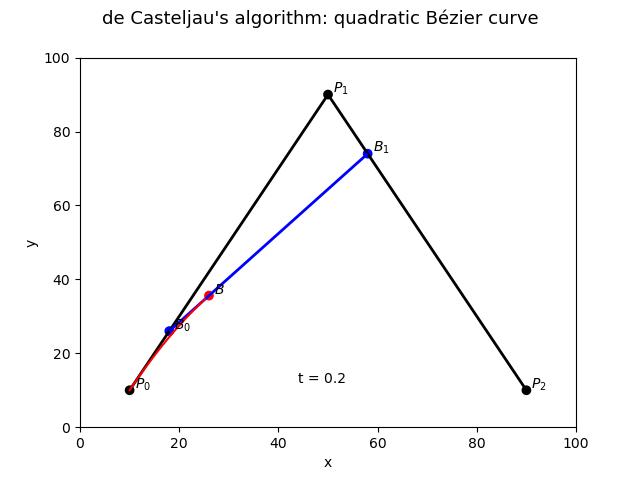 de Casteljau's algorithm: quadratic Bézier curve
100
80
60
40
20
0
y
P₁
B₁
B
B₀
P₀
P₂
t = 0.2
0 20 40 60 80 100
x